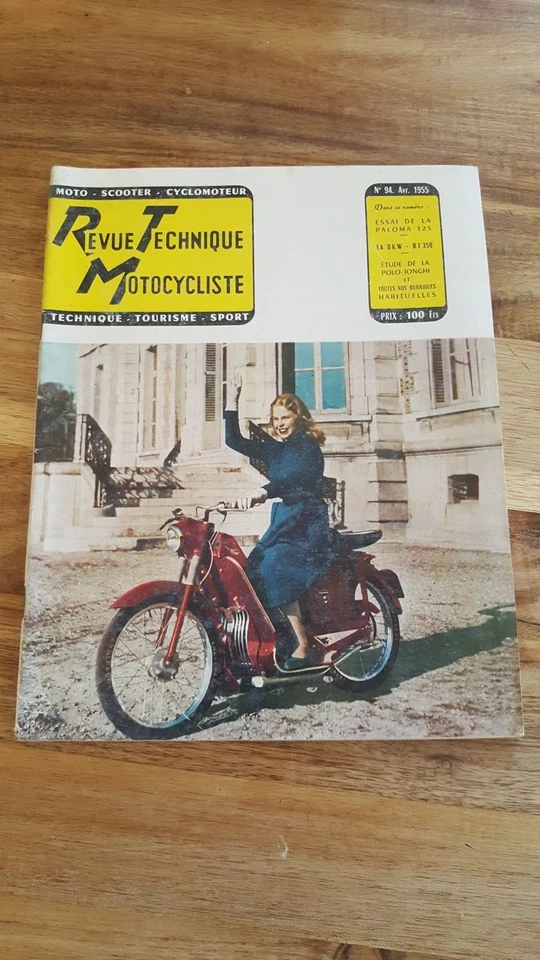 MOTO - SCOOTER - CYCLOMOTEUR
REVUE TECHNIQUE
MOTOCYCLISTE
TECHNIQUE - TOURISME - SPORT
N° 94. Avr. 1955
Dans ce numéro :
ESSAI DE LA
PALOMA 125
LA DKW - RT 350
ÉTUDE DE LA
POLO-JONGHI
ET
TOUTES NOS RUBRIQUES
HABITUELLES
PRIX : 100 Frs